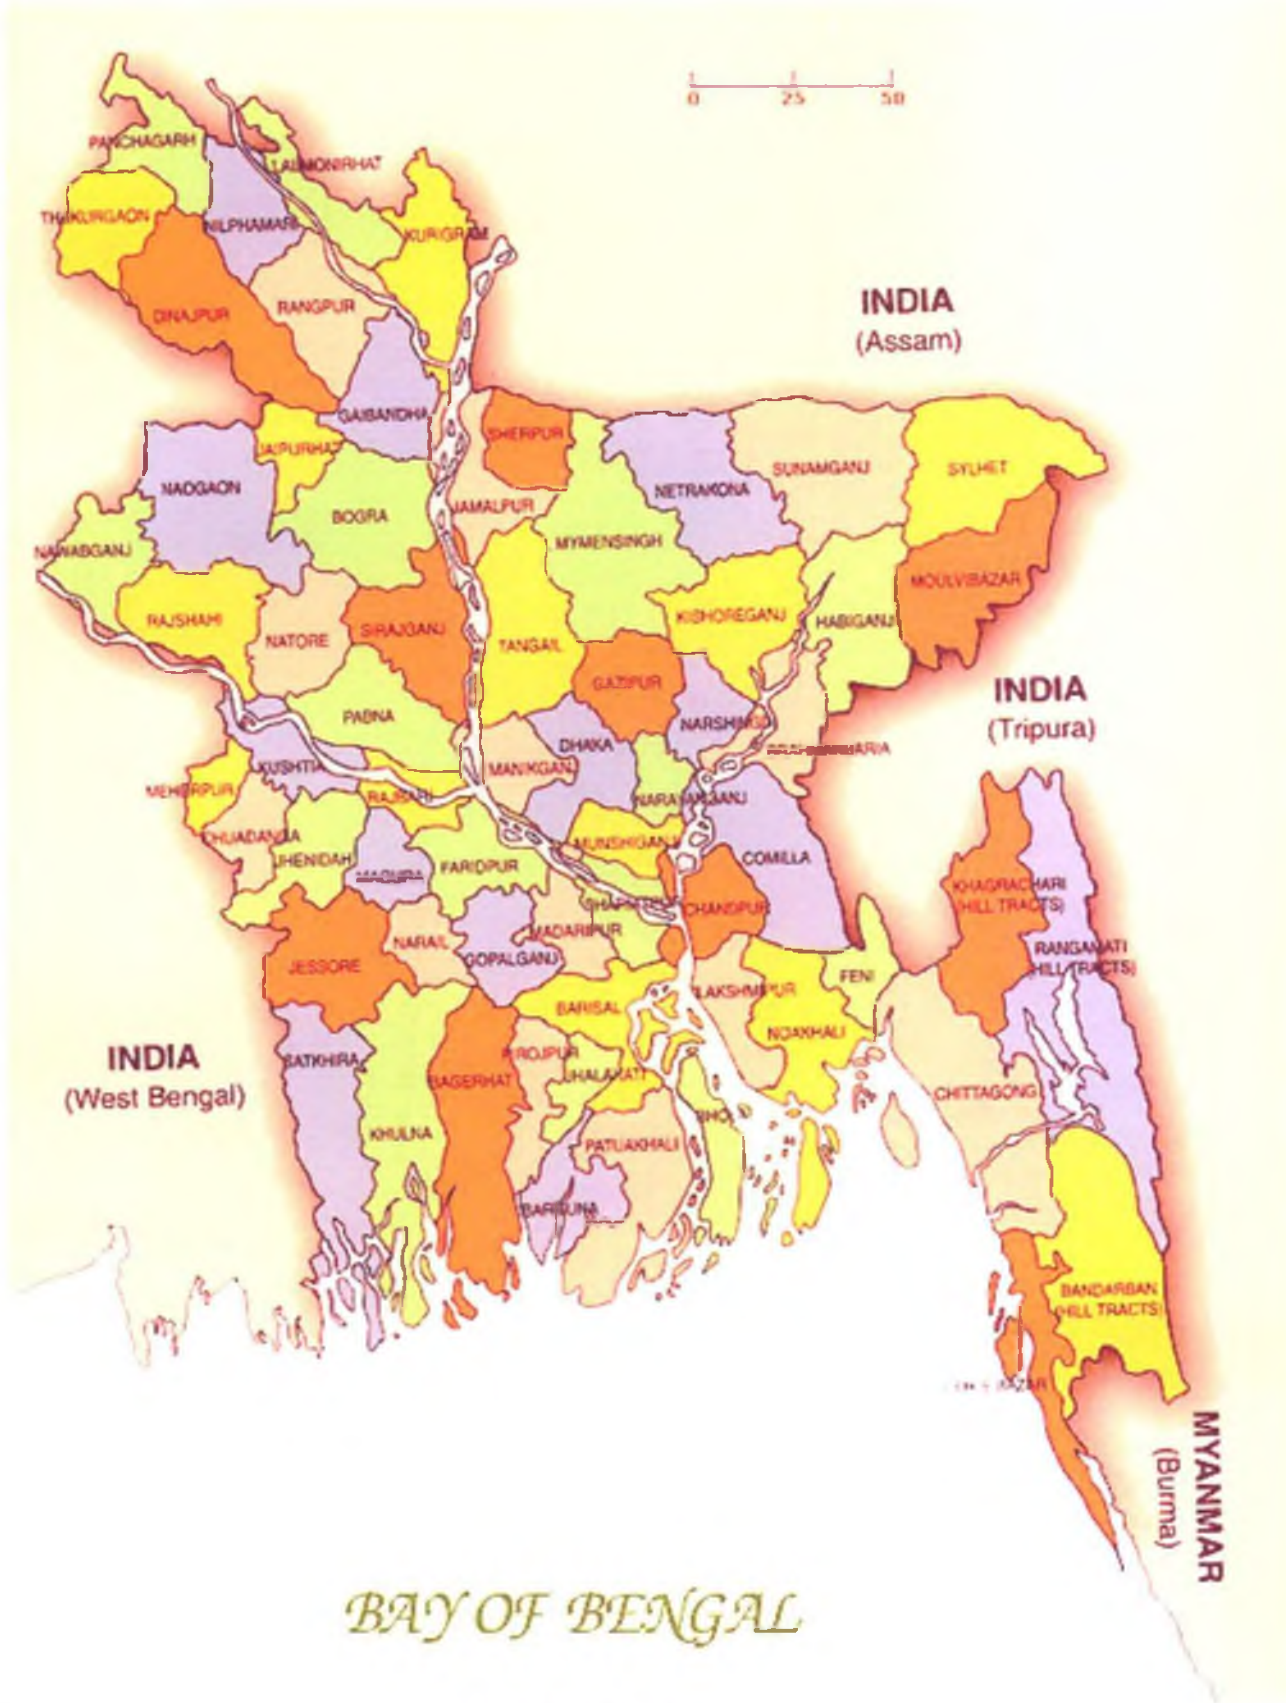 0 25 50
PANCHAGARH
LALMONIRHAT
THAKURGAON
NILPHAMARI
KURIGRAM
DINAJPUR
RANGPUR
INDIA
(Assam)
GAIBANDHA
JAIPURHAT
SHERPUR
SUNAMGANJ
SYLHET
NAOGAON
NETRAKONA
BOGRA
JAMALPUR
MYMENSINGH
NAWABGANJ
MOULVIBAZAR
RAJSHAHI
NATORE
SIRAJGANJ
TANGAIL
KISHOREGANJ
HABIGANJ
GAZIPUR
INDIA
(Tripura)
PABNA
NARSHINGDI
DHAKA
KUSHTIA
MANIKGANJ
MEHERPUR
RAJBARI
NARAYANGANJ
CHUADANGA
JHENIDAH
MUNSHIGANJ
COMILLA
FARIDPUR
MAGURA
KHAGRACHARI
(HILL TRACTS)
CHANDPUR
NARAIL
MADARIPUR
RANGAMATI
(HILL TRACTS)
JESSORE
GOPALGANJ
FENI
LAKSHMIPUR
BARISAL
NOAKHALI
INDIA
(West Bengal)
SATKHIRA
PIROJPUR
JHALAKATI
BAGERHAT
CHITTAGONG
BHOLA
KHULNA
PATUAKHALI
BARGUNA
BANDARBAN
(HILL TRACTS)
BAZAR
MYANMAR
(Burma)
BAY OF BENGAL